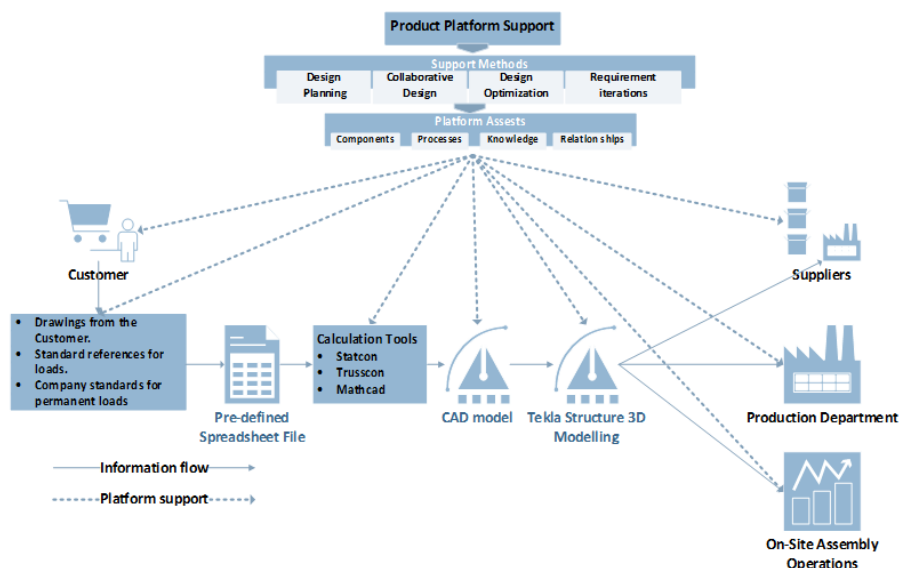 Product Platform Support
Support Methods
Design
Planning
Collaborative
Design
Design
Optimization
Requirement
iterations
Platform Assests
Components
Processes
Knowledge
Relationships
Customer
Suppliers
• Drawings from the
Customer.
• Standard references for
loads.
• Company standards for
permanent loads
Pre-defined
Spreadsheet File
Calculation Tools
• Statcon
• Trusscon
• Mathcad
CAD model
Tekla Structure 3D
Modelling
Production Department
Information flow
Platform support
On-Site Assembly
Operations